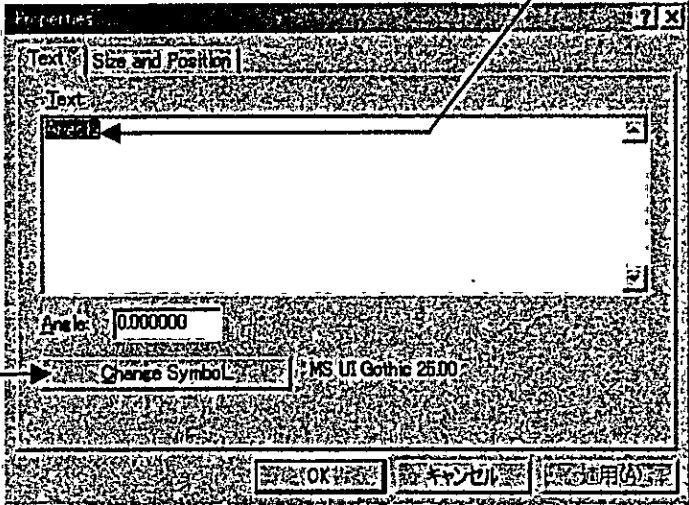 Properties
Text Size and Position
Text:
Angle: 0.000000
Change Symbol... MS UI Gothic 25.00
OK キャンセル 適用(A)